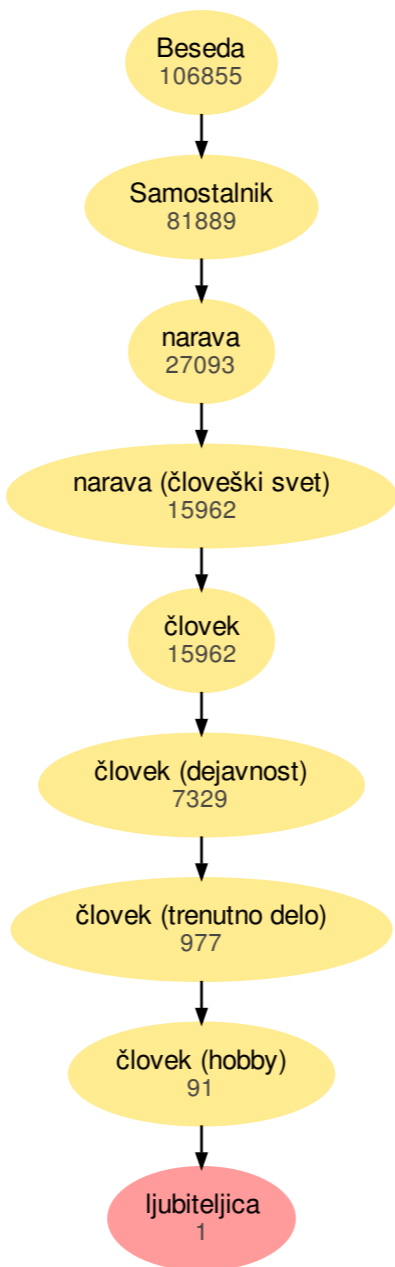 Beseda
106855
Samostalnik
81889
narava
27093
narava (človeški svet)
15962
človek
15962
človek (dejavnost)
7329
človek (trenutno delo)
977
človek (hobby)
91
ljubiteljica
1